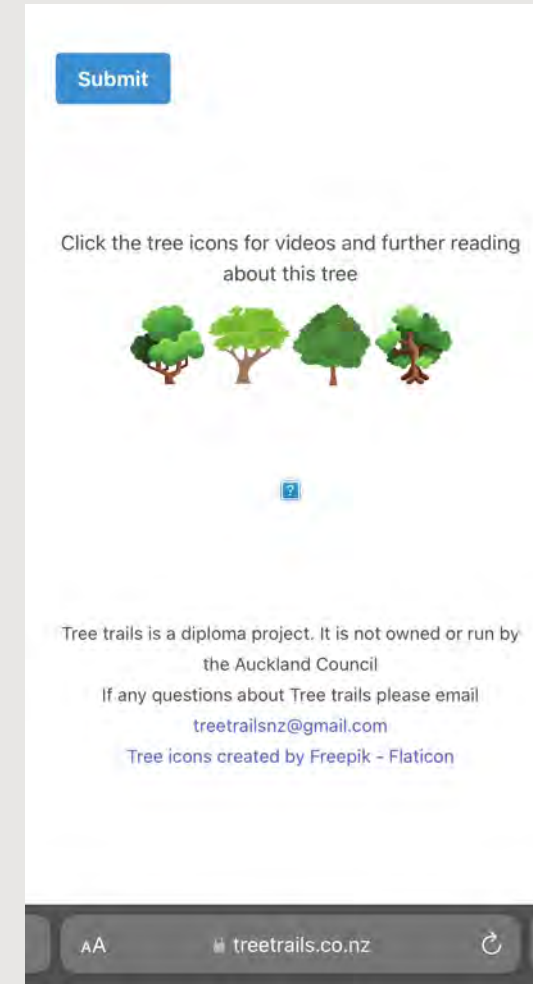 Submit
Click the tree icons for videos and further reading
about this tree
?
Tree trails is a diploma project. It is not owned or run by
the Auckland Council
If any questions about Tree trails please email
treetrailsnz@gmail.com
Tree icons created by Freepik - Flaticon
AA treetrails.co.nz